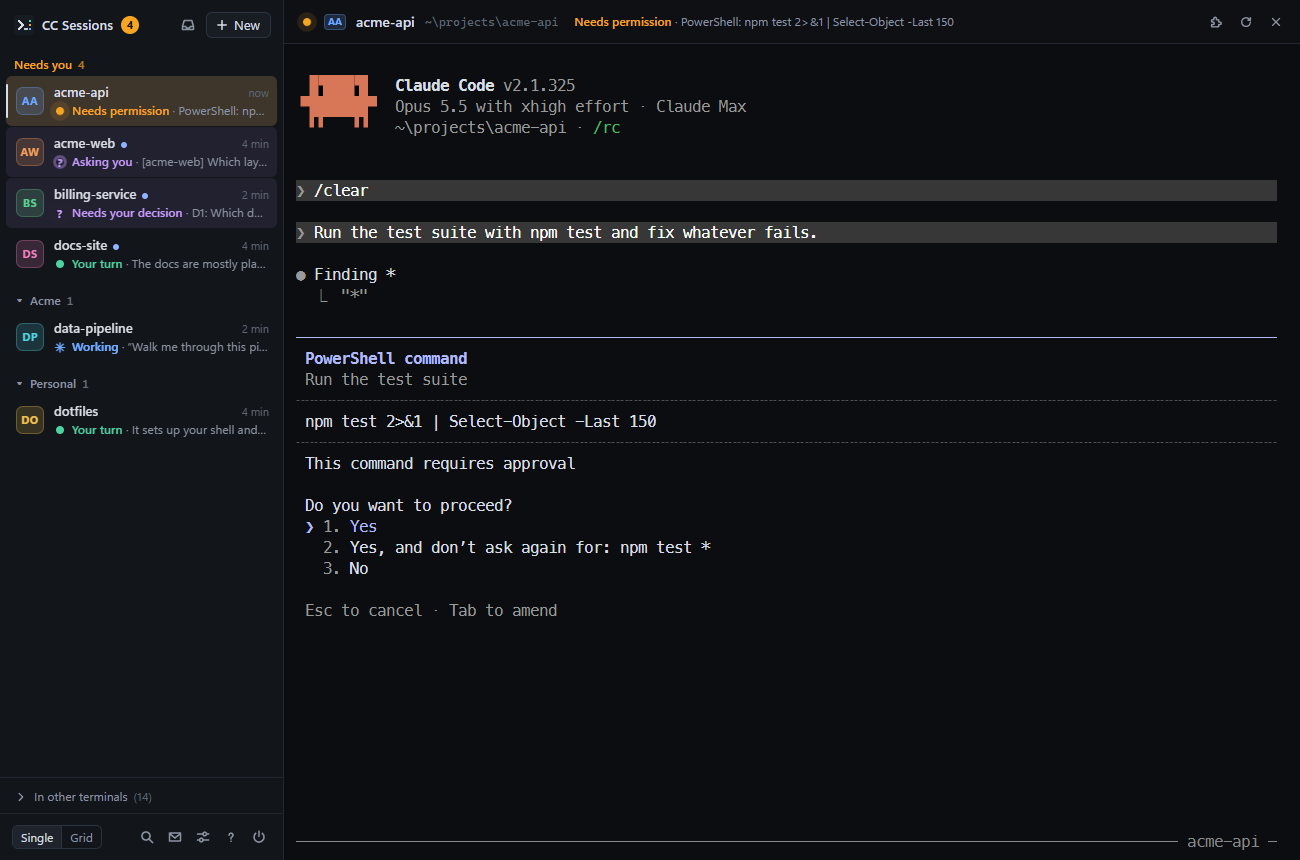 CC Sessions 4
New
Needs you 4
AA acme-api now
Needs permission · PowerShell: np...
AW acme-web 4 min
? Asking you · [acme-web] Which lay...
BS billing-service 2 min
? Needs your decision · D1: Which d...
DS docs-site 4 min
Your turn · The docs are mostly pla...
Acme 1
DP data-pipeline 2 min
Working · "Walk me through this pi...
Personal 1
DO dotfiles 4 min
Your turn · It sets up your shell and...
In other terminals (14)
Single Grid ?
AA acme-api ~\projects\acme-api Needs permission · PowerShell: npm test 2>&1 | Select-Object -Last 150
Claude Code v2.1.325
Opus 5.5 with xhigh effort · Claude Max
~\projects\acme-api · /rc
❯ /clear
❯ Run the test suite with npm test and fix whatever fails.
● Finding *
└ "*"
PowerShell command
Run the test suite
npm test 2>&1 | Select-Object -Last 150
This command requires approval
Do you want to proceed?
❯ 1. Yes
2. Yes, and don’t ask again for: npm test *
3. No
Esc to cancel · Tab to amend
acme-api